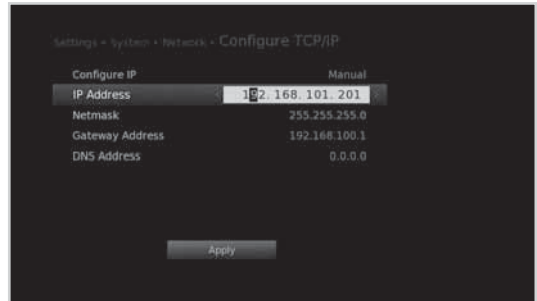 Settings • System • Network • Configure TCP/IP
Configure IP Manual
IP Address 192. 168. 101. 201
Netmask 255.255.255.0
Gateway Address 192.168.100.1
DNS Address 0.0.0.0
Apply